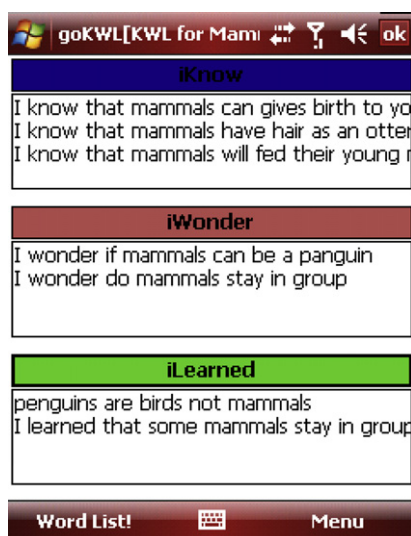 goKWL[KWL for Mam
ok
iKnow
I know that mammals can gives birth to yo
I know that mammals have hair as an otter
I know that mammals will fed their young
iWonder
I wonder if mammals can be a panguin
I wonder do mammals stay in group
iLearned
penguins are birds not mammals
I learned that some mammals stay in group
Word List!
Menu